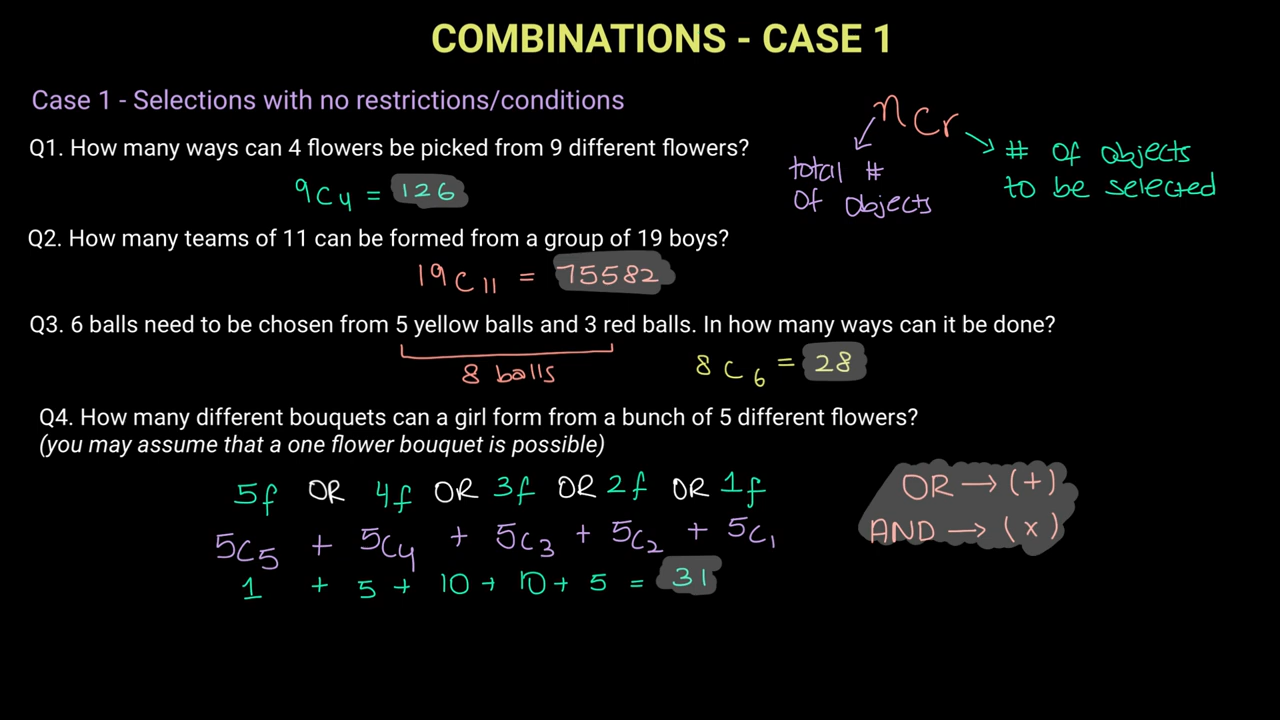 COMBINATIONS - CASE 1
Case 1 - Selections with no restrictions/conditions
nCr
total #
of objects
# of objects
to be selected
Q1. How many ways can 4 flowers be picked from 9 different flowers?
9C4 = 126
Q2. How many teams of 11 can be formed from a group of 19 boys?
19C11 = 75582
Q3. 6 balls need to be chosen from 5 yellow balls and 3 red balls. In how many ways can it be done?
8 balls
8C6 = 28
Q4. How many different bouquets can a girl form from a bunch of 5 different flowers?
(you may assume that a one flower bouquet is possible)
5f OR 4f OR 3f OR 2f OR 1f
5C5 + 5C4 + 5C3 + 5C2 + 5C1
1 + 5 + 10 + 10 + 5 = 31
OR → (+)
AND → (x)